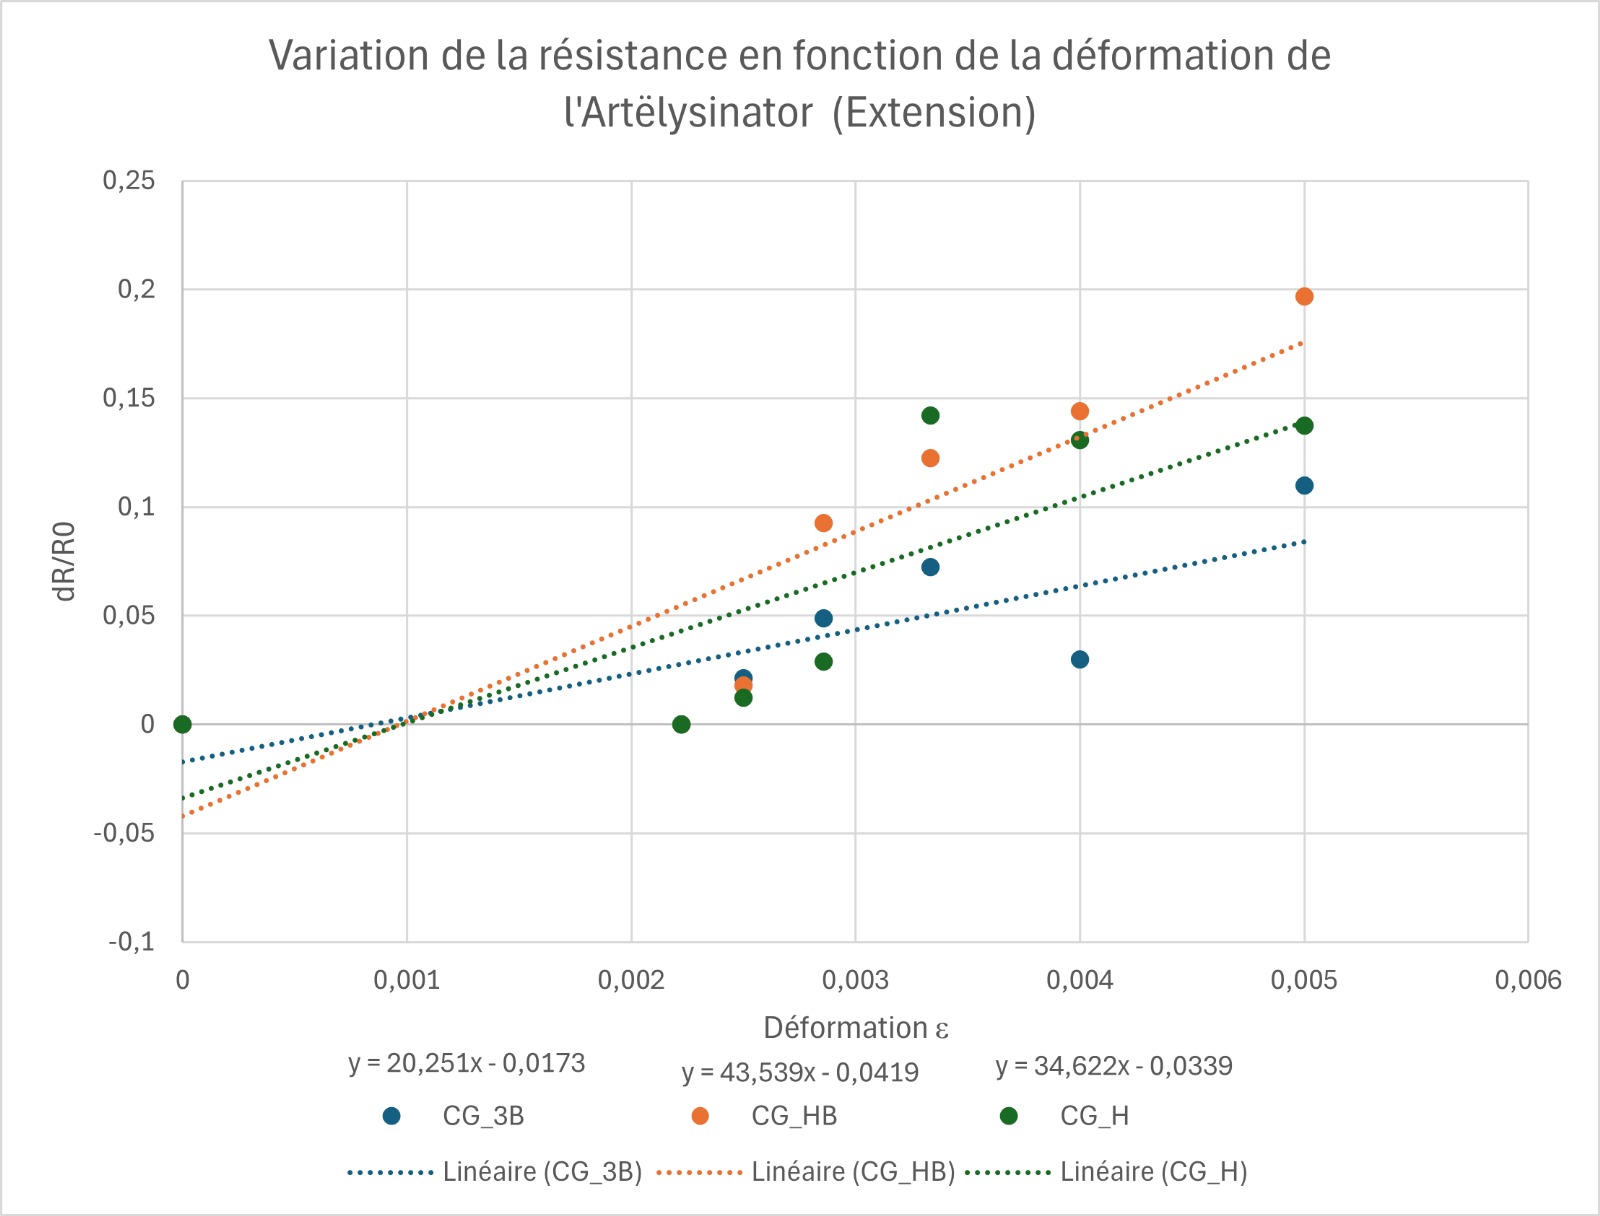 Variation de la résistance en fonction de la déformation de
l'Artëlysinator  (Extension)
0,25
0,2
0,15
0,1
0,05
0
-0,05
-0,1
dR/R0
0 0,001 0,002 0,003 0,004 0,005 0,006
Déformation ε
y = 20,251x - 0,0173 y = 43,539x - 0,0419 y = 34,622x - 0,0339
CG_3B CG_HB CG_H
Linéaire (CG_3B) Linéaire (CG_HB) Linéaire (CG_H)